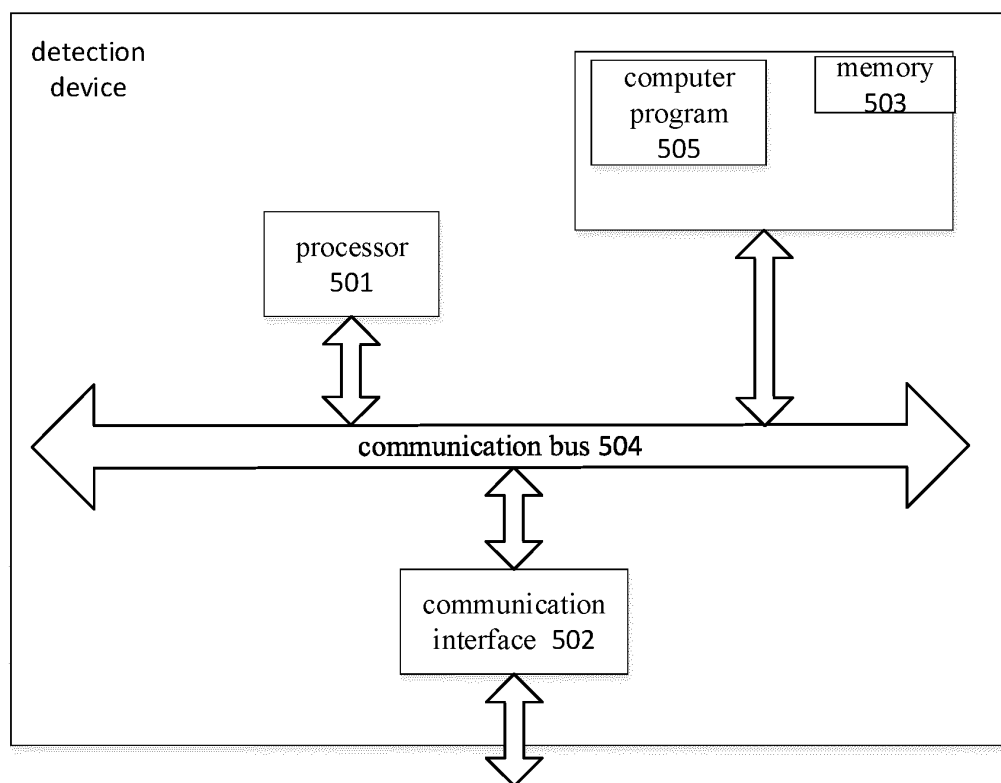 detection
device
computer
program
505
memory
503
processor
501
communication bus 504
communication
interface 502